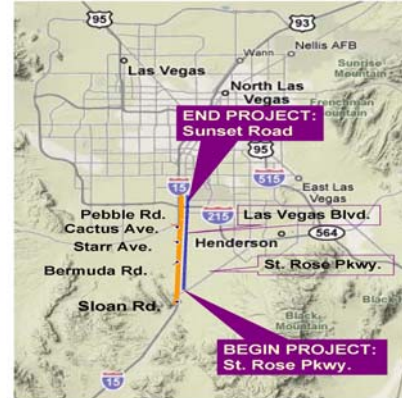 95
93
Nellis AFB
Wann
Las Vegas
Sunrise
Mountain
North Las
Vegas
Frenchman
Mountain
END PROJECT:
Sunset Road
95
15
515
East Las
Vegas
Pebble Rd.
215
Las Vegas Blvd.
Cactus Ave.
Starr Ave.
Henderson
564
Bermuda Rd.
St. Rose Pkwy.
Sloan Rd.
Black
Mountain
Black
BEGIN PROJECT:
St. Rose Pkwy.
15